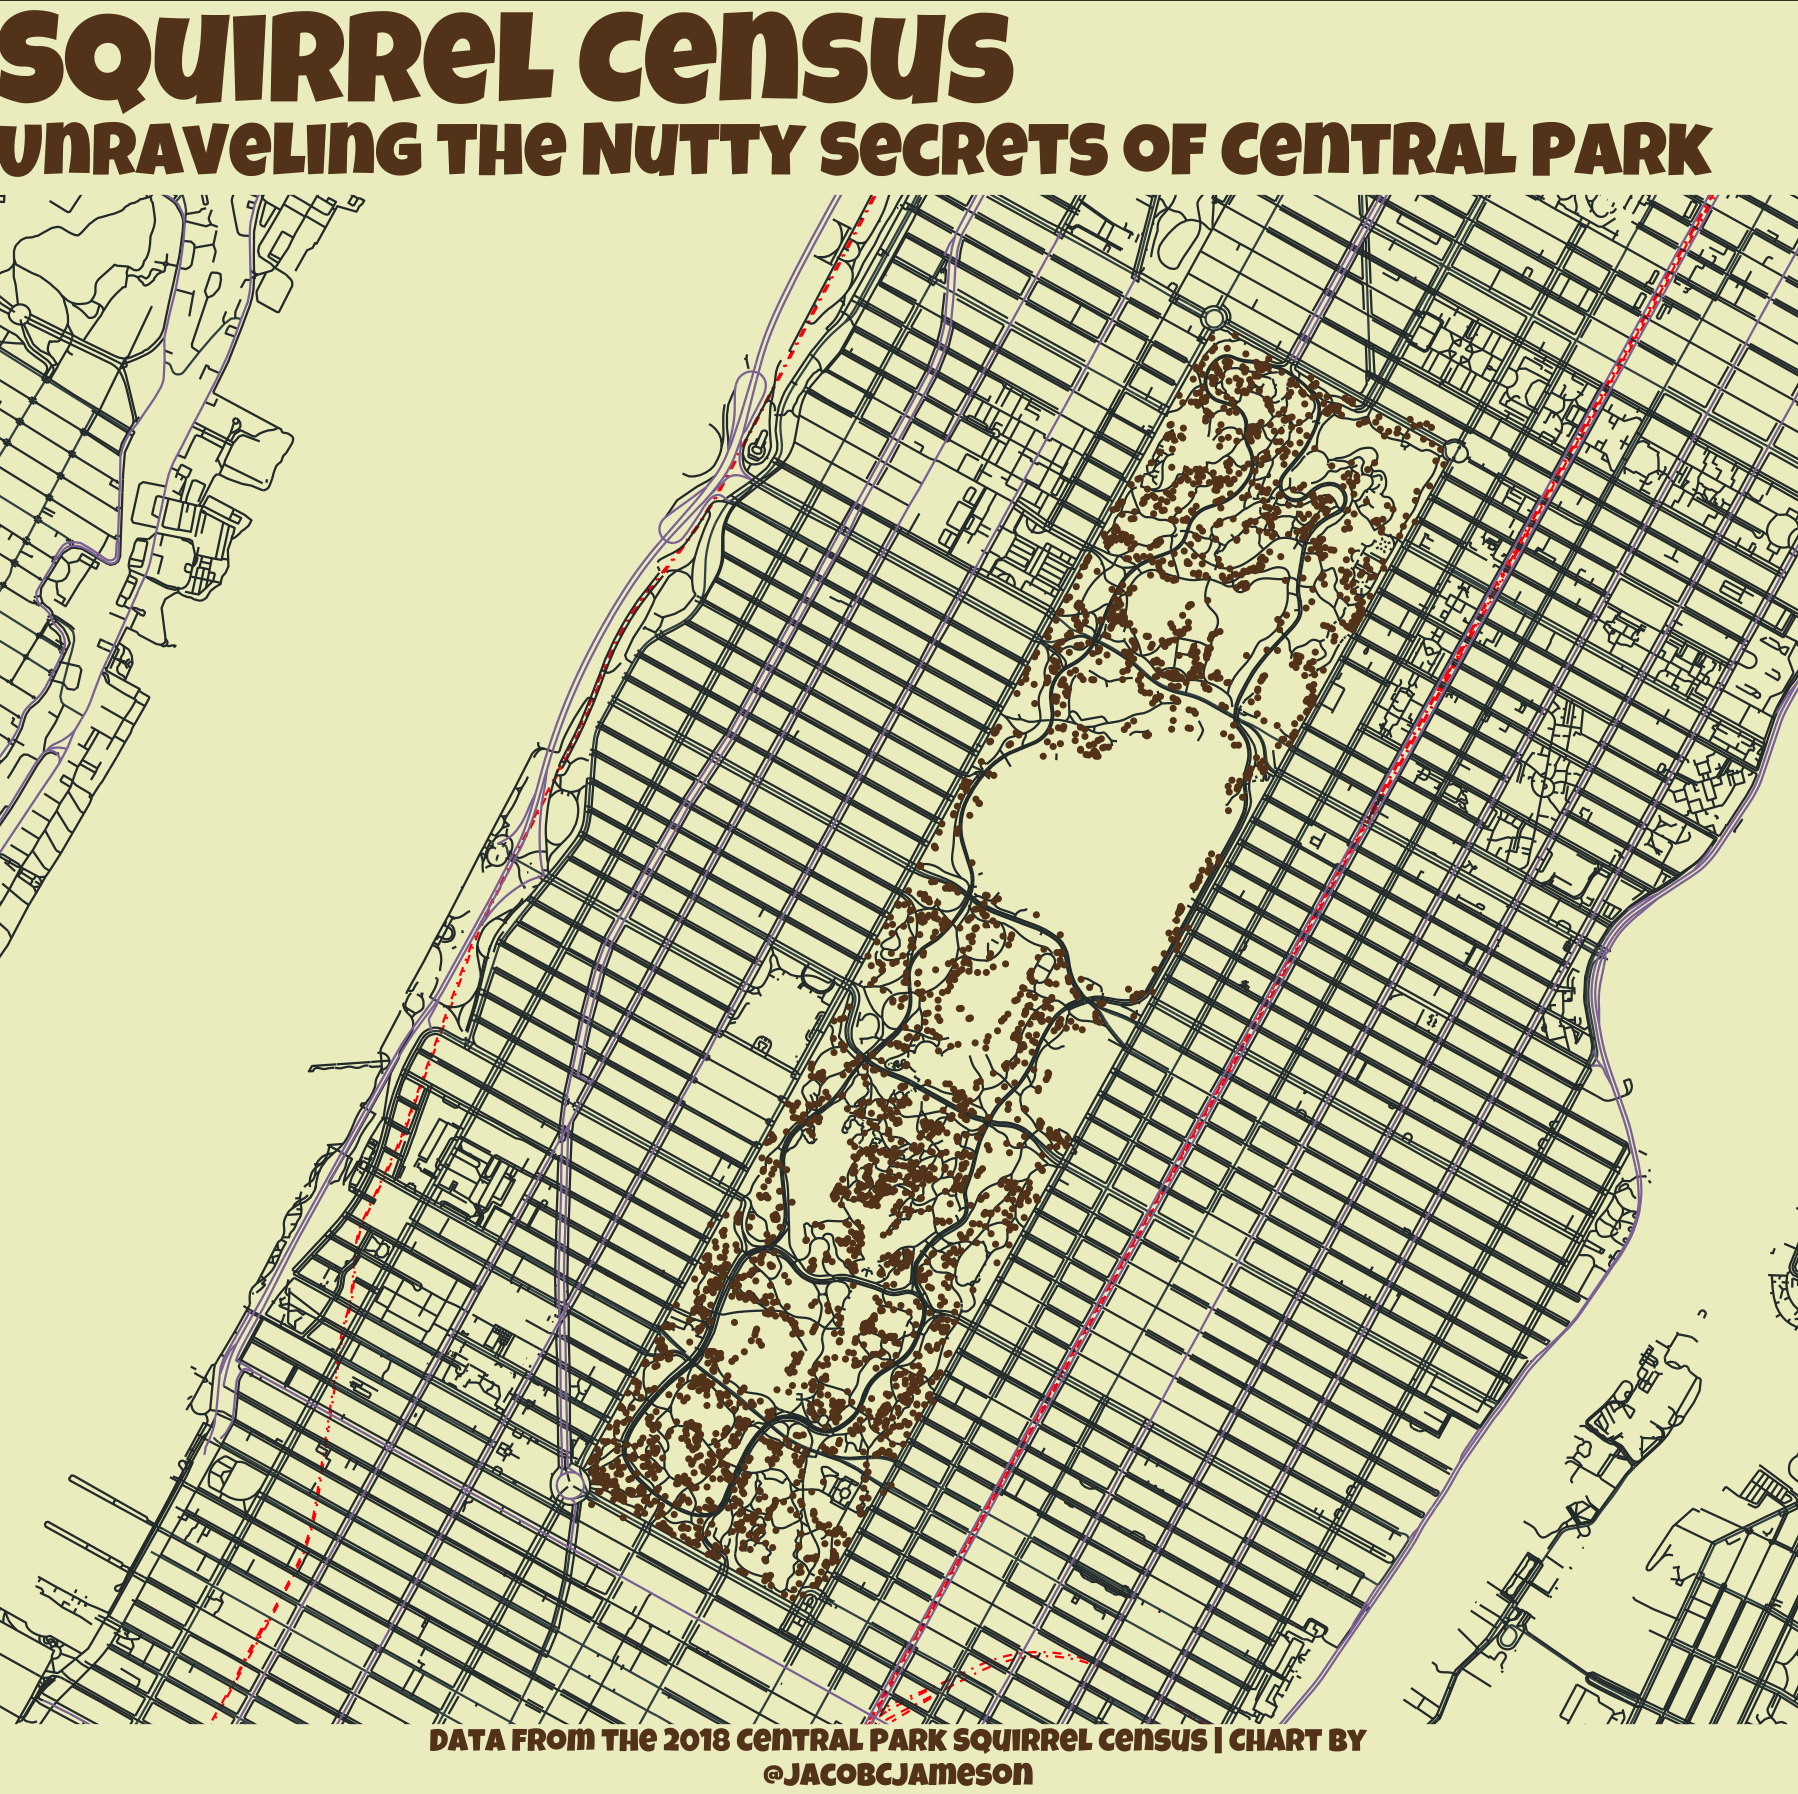 SQUIRREL CENSUS
UNRAVELING THE NUTTY SECRETS OF CENTRAL PARK
DATA FROM THE 2018 CENTRAL PARK SQUIRREL CENSUS | CHART BY
@JACOBCJAMESON